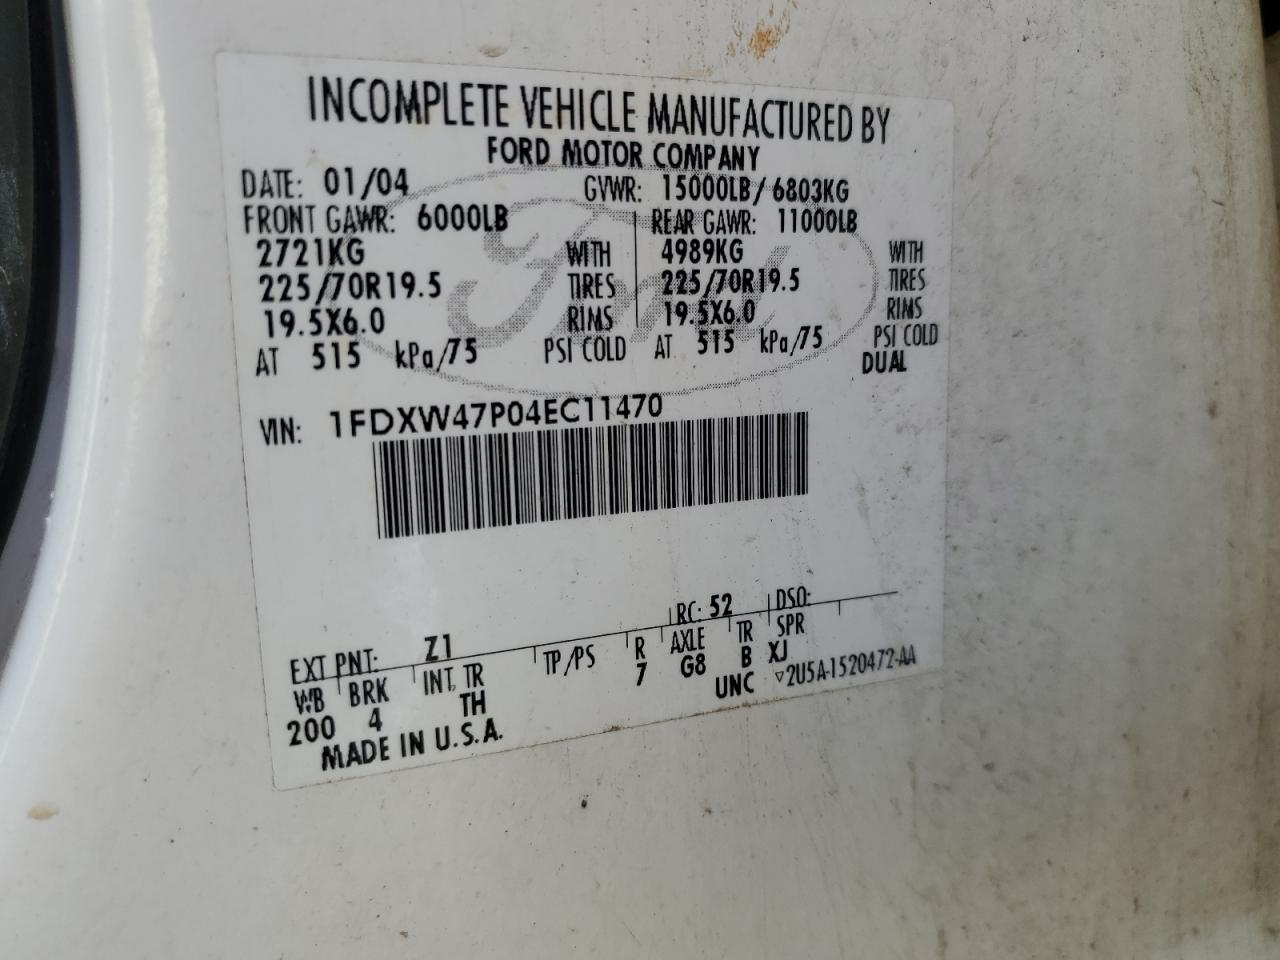 INCOMPLETE VEHICLE MANUFACTURED BY
FORD MOTOR COMPANY
DATE: 01/04 GVWR: 15000LB/ 6803KG
FRONT GAWR: 6000LB REAR GAWR: 11000LB
2721KG WITH 4989KG WITH
225/70R19.5 TIRES 225/70R19.5 TIRES
19.5X6.0 RIMS 19.5X6.0 RIMS
AT 515 kPa/75 PSI COLD AT 515 kPa/75 PSI COLD
DUAL
Ford
VIN: 1FDXW47P04EC11470
EXT PNT: Z1 RC: 52 DSO:
WB BRK INT TR TP/PS R AXLE TR SPR
200 4 TH 7 G8 B XJ
MADE IN U.S.A. UNC ▽2U5A-1520472-AA